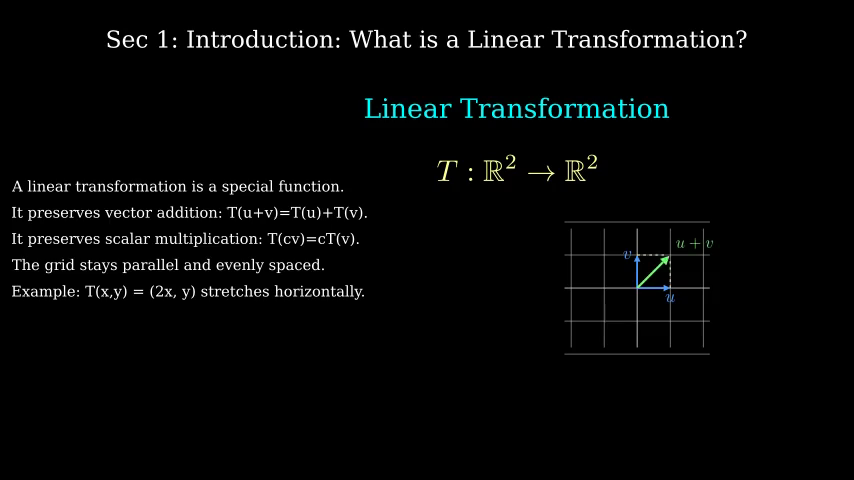 Sec 1: Introduction: What is a Linear Transformation?
Linear Transformation
T : ℝ² → ℝ²
A linear transformation is a special function.
It preserves vector addition: T(u+v)=T(u)+T(v).
It preserves scalar multiplication: T(cv)=cT(v).
The grid stays parallel and evenly spaced.
Example: T(x,y) = (2x, y) stretches horizontally.
u + v
v
u